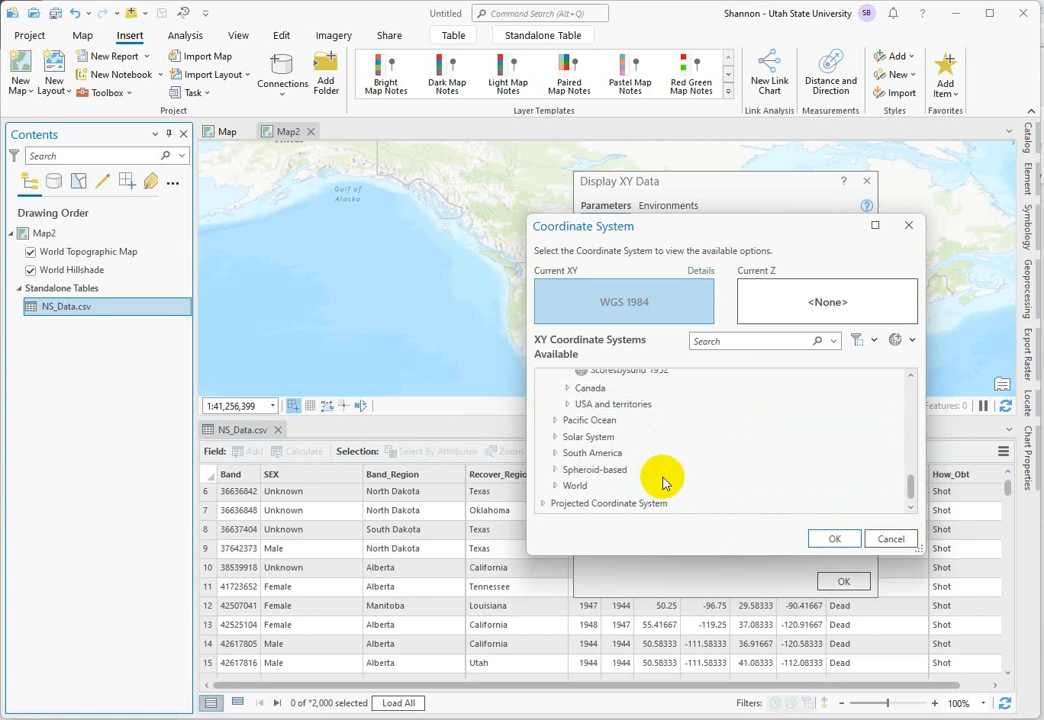 Untitled
Command Search (Alt+Q)
Shannon - Utah State University
SB
Project Map Insert Analysis View Edit Imagery Share Table Standalone Table
New Map
New Layout
New Report
New Notebook
Toolbox
Import Map
Import Layout
Task
Connections
Add Folder
Bright Map Notes
Dark Map Notes
Light Map Notes
Paired Map Notes
Pastel Map Notes
Red Green Map Notes
New Link Chart
Distance and Direction
Add
New
Import
Add Item
Project
Layer Templates
Link Analysis
Measurements
Styles
Favorites
Contents
Search
Drawing Order
Map2
World Topographic Map
World Hillshade
Standalone Tables
NS_Data.csv
Map
Map2
Gulf of
Alaska
Display XY Data
Parameters Environments
Coordinate System
Select the Coordinate System to view the available options.
Current XY Details Current Z
WGS 1984 <None>
XY Coordinate Systems
Available
Search
Scoresbysund 1952
Canada
USA and territories
Pacific Ocean
Solar System
South America
Spheroid-based
World
Projected Coordinate System
OK Cancel
OK
1:41,256,399
Features: 0
NS_Data.csv
Field: Add Calculate Selection: Select By Attributes Zoom
Band SEX Band_Region Recover_Regio How_Obt
6 36636842 Unknown North Dakota Texas Shot
7 36636848 Unknown North Dakota Oklahoma Shot
8 36637404 Unknown South Dakota Texas Shot
9 37642373 Male North Dakota Texas Shot
10 38539918 Unknown Alberta California Shot
11 41723652 Female Alberta Tennessee Shot
12 42507041 Female Manitoba Louisiana 1947 1944 50.25 -96.75 29.58333 -90.41667 Dead Shot
13 42525104 Female Alberta California 1948 1947 55.41667 -119.25 37.08333 -120.91667 Dead Shot
14 42617805 Male Alberta California 1944 1944 50.58333 -111.58333 36.91667 -120.58333 Dead Shot
15 42617816 Male Alberta Utah 1944 1944 50.58333 -111.58333 41.08333 -112.08333 Dead Shot
0 of *2,000 selected Load All Filters: 100%
Catalog
Element
Symbology
Geoprocessing
Export Raster
Locate
Chart Properties